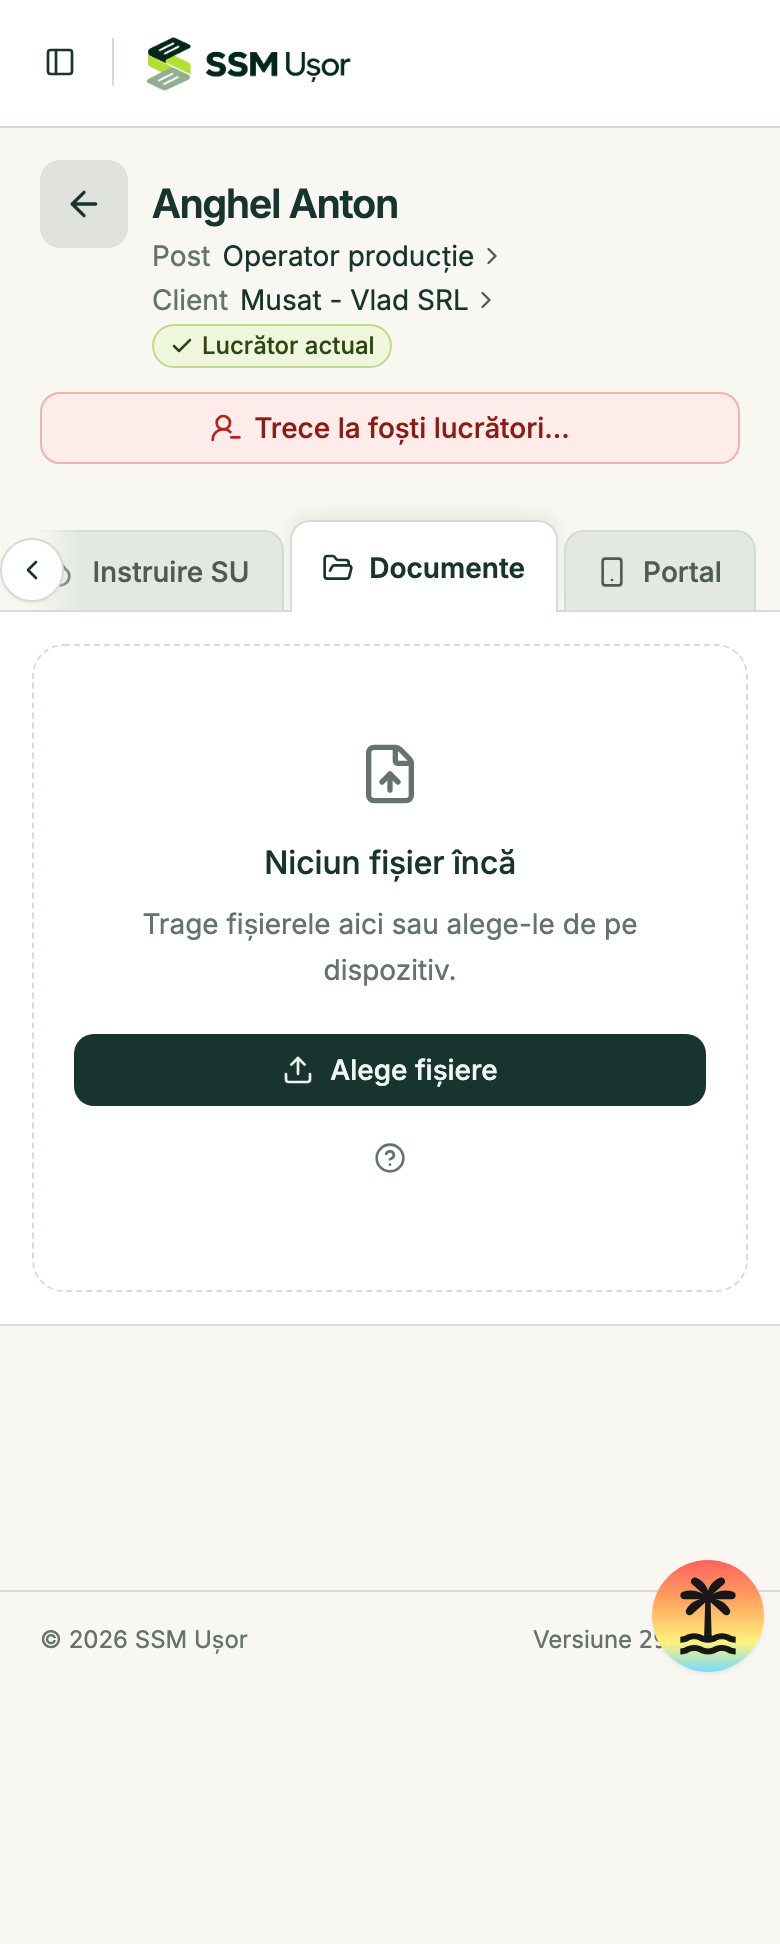 SSM Ușor
Anghel Anton
Post Operator producție
Client Musat - Vlad SRL
Lucrător actual
Trece la foști lucrători...
Instruire SU
Documente
Portal
Niciun fișier încă
Trage fișierele aici sau alege-le de pe
dispozitiv.
Alege fișiere
© 2026 SSM Ușor
Versiune